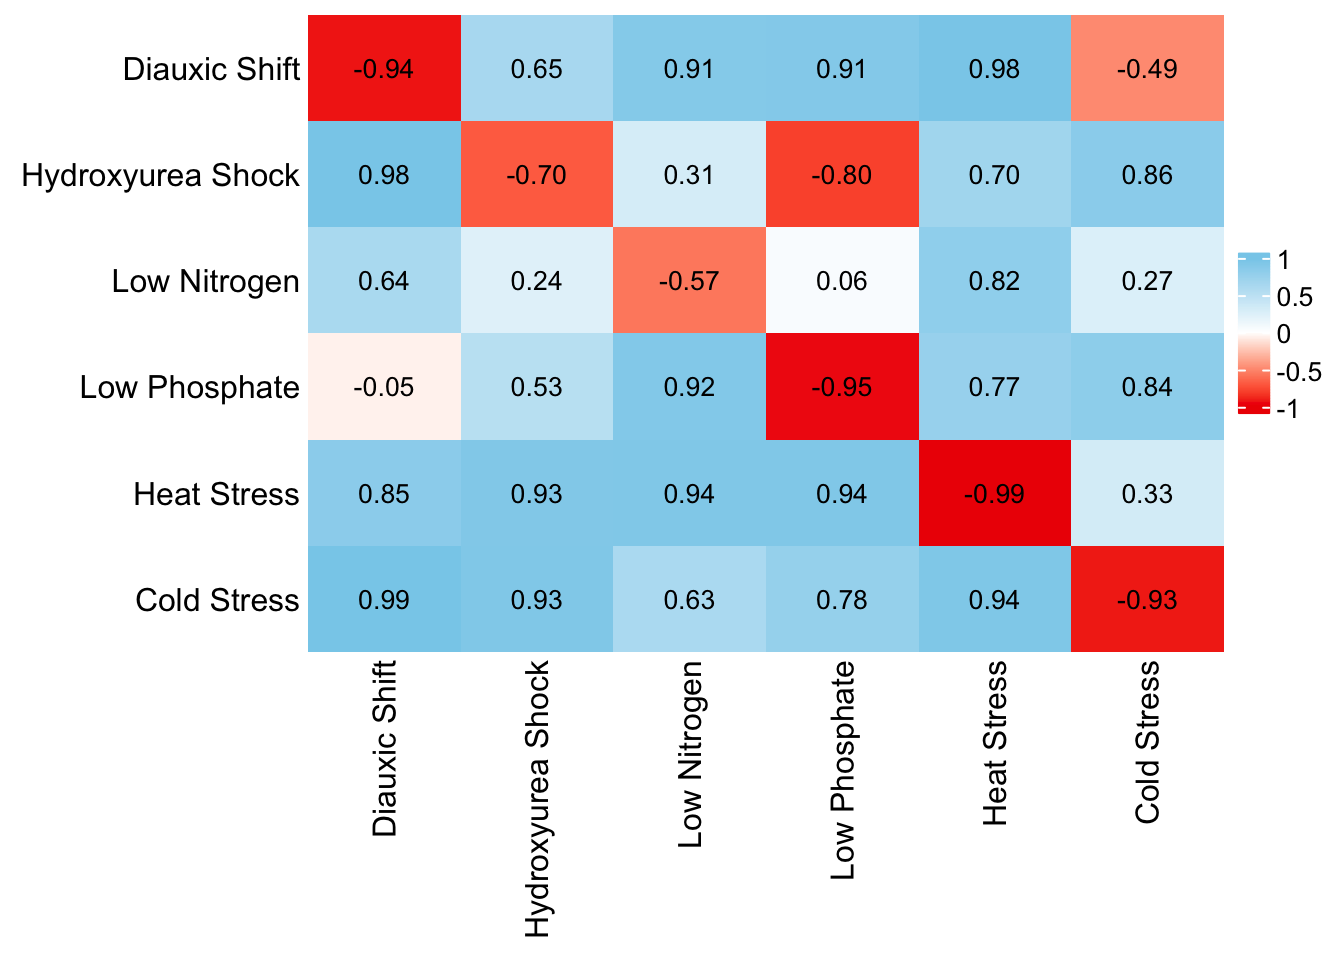 Diauxic Shift -0.94 0.65 0.91 0.91 0.98 -0.49
Hydroxyurea Shock 0.98 -0.70 0.31 -0.80 0.70 0.86
Low Nitrogen 0.64 0.24 -0.57 0.06 0.82 0.27
Low Phosphate -0.05 0.53 0.92 -0.95 0.77 0.84
Heat Stress 0.85 0.93 0.94 0.94 -0.99 0.33
Cold Stress 0.99 0.93 0.63 0.78 0.94 -0.93
Diauxic Shift
Hydroxyurea Shock
Low Nitrogen
Low Phosphate
Heat Stress
Cold Stress
1
0.5
0
-0.5
-1